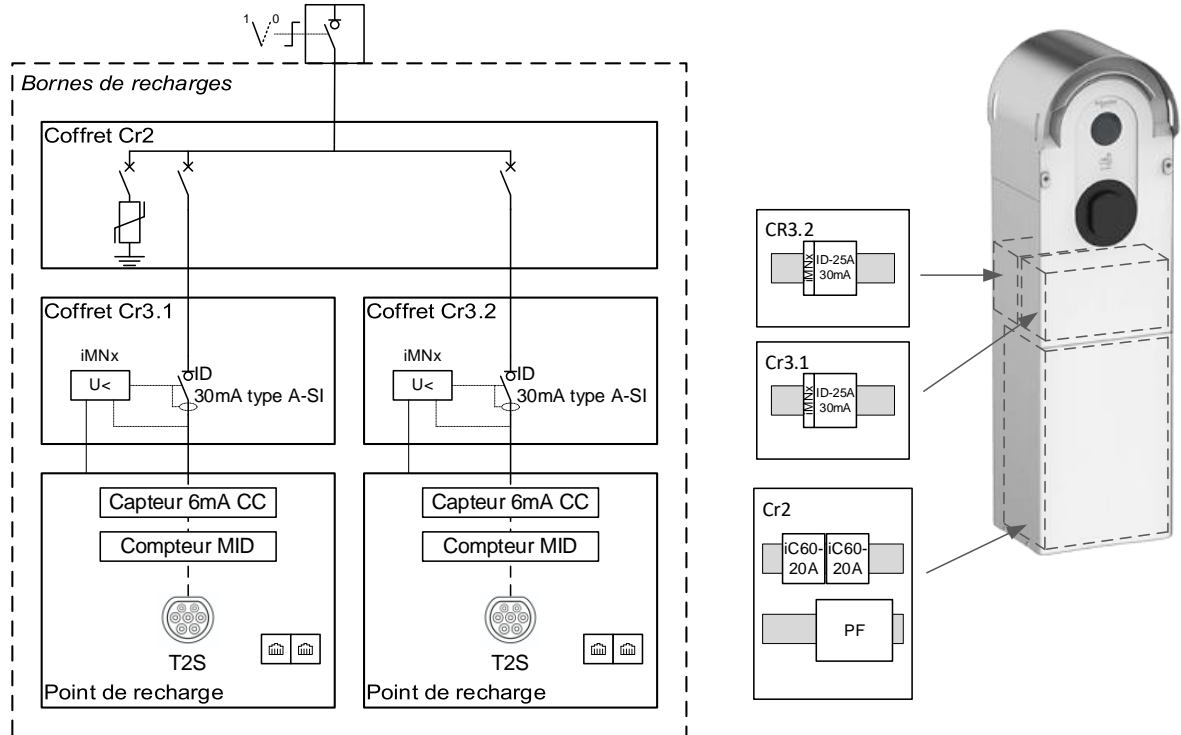 1
0
Bornes de recharges
Coffret Cr2
Coffret Cr3.1
iMNx
U<
ID
30mA type A-SI
Coffret Cr3.2
iMNx
U<
ID
30mA type A-SI
Capteur 6mA CC
Compteur MID
T2S
Point de recharge
Capteur 6mA CC
Compteur MID
T2S
Point de recharge
CR3.2
iMNx
ID-25A
30mA
Cr3.1
iMNx
ID-25A
30mA
Cr2
iC60-
20A
iC60-
20A
PF